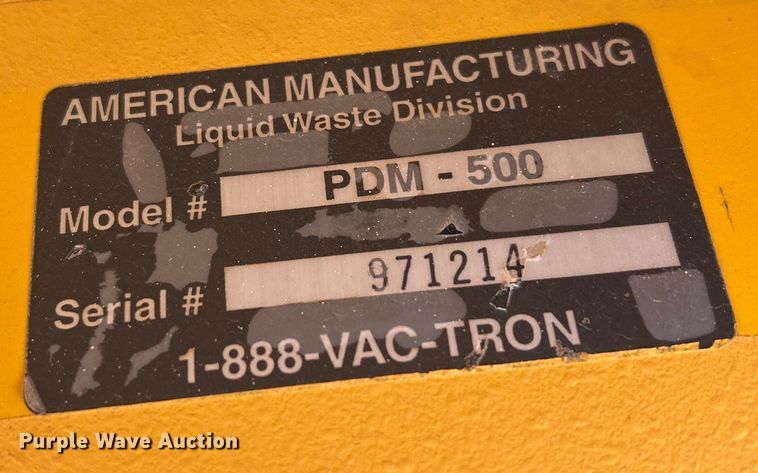 AMERICAN MANUFACTURING
Liquid Waste Division
Model # PDM - 500
Serial # 971214
1-888-VAC-TRON
Purple Wave Auction